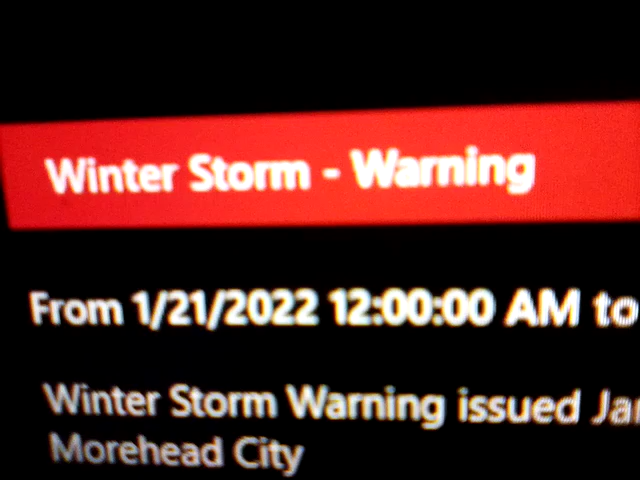 Winter Storm - Warning
From 1/21/2022 12:00:00 AM to
Winter Storm Warning issued
Morehead City